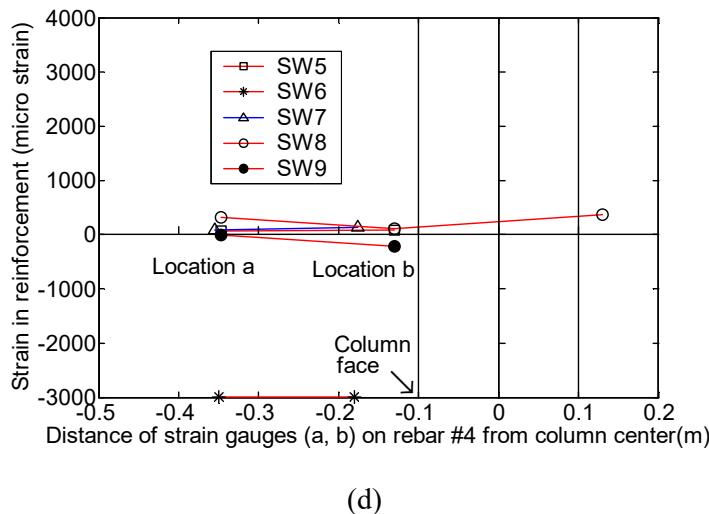 4000
3000
2000
1000
0
-1000
-2000
-3000
Strain in reinforcement (micro strain)
SW5
SW6
SW7
SW8
SW9
Location a
Location b
Column
face
-0.5 -0.4 -0.3 -0.2 -0.1 0 0.1 0.2
Distance of strain gauges (a, b) on rebar #4 from column center(m)
(d)